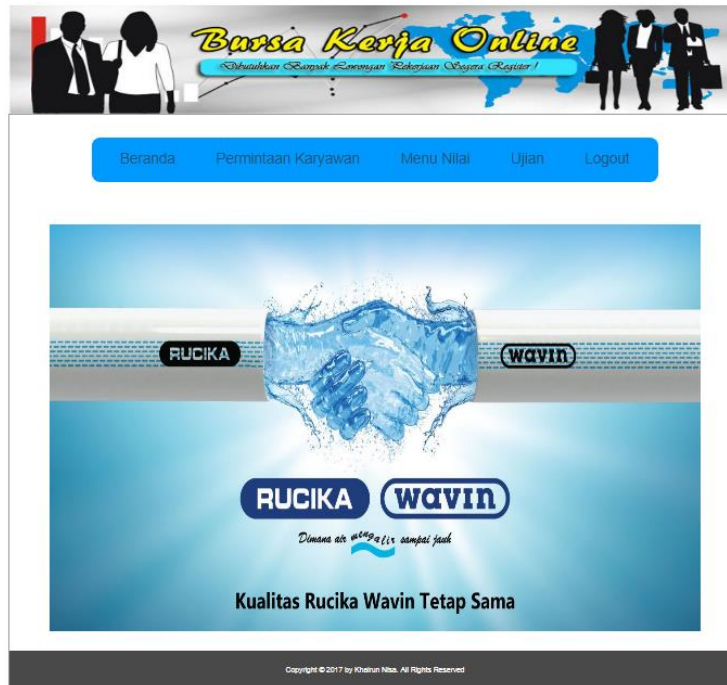 Bursa Kerja Online
Dibutuhkan Banyak Lowongan Pekerjaan Segera Register !
Beranda Permintaan Karyawan Menu Nilai Ujian Logout
RUCIKA wavin
RUCIKA wavin
Dimana air mengalir sampai jauh
Kualitas Rucika Wavin Tetap Sama
Copyright © 2017 by Khairun Nisa. All Rights Reserved